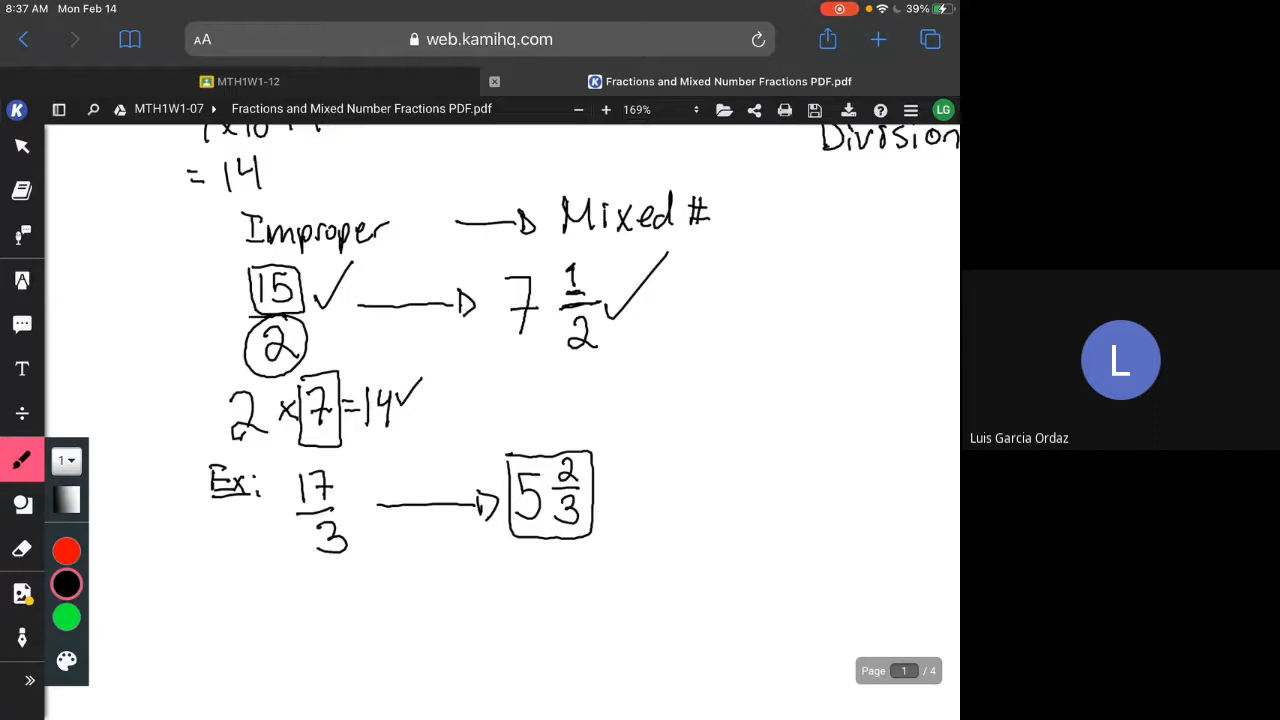 8:37 AM Mon Feb 14
39%
AA
web.kamihq.com
MTH1W1-12
Fractions and Mixed Number Fractions PDF.pdf
K
MTH1W1-07
Fractions and Mixed Number Fractions PDF.pdf
169%
LG
Division
= 14
Improper → Mixed #
15/2 ✓ → 7 1/2 ✓
2 × 7 = 14 ✓
Ex: 17/3 → 5 2/3
A
T
1
Page 1 / 4
L
Luis Garcia Ordaz